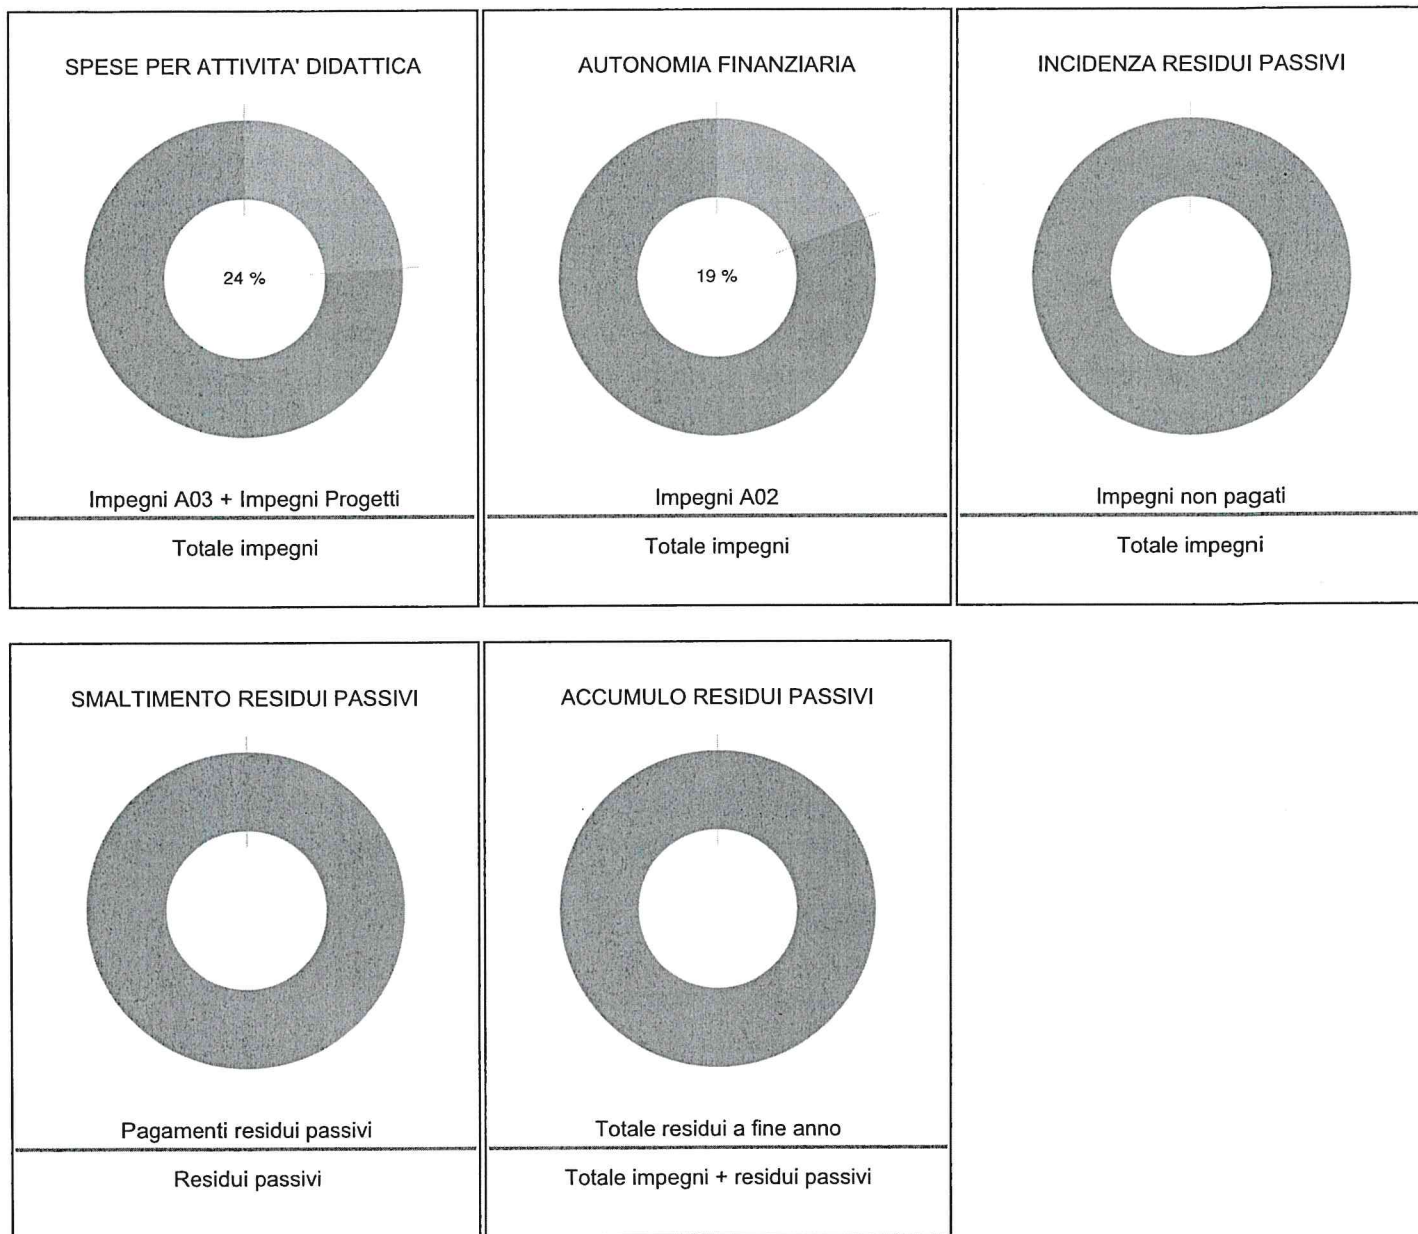 SPESE PER ATTIVITA' DIDATTICA
24 %
Impegni A03 + Impegni Progetti
Totale impegni
AUTONOMIA FINANZIARIA
19 %
Impegni A02
Totale impegni
INCIDENZA RESIDUI PASSIVI
Impegni non pagati
Totale impegni
SMALTIMENTO RESIDUI PASSIVI
Pagamenti residui passivi
Residui passivi
ACCUMULO RESIDUI PASSIVI
Totale residui a fine anno
Totale impegni + residui passivi